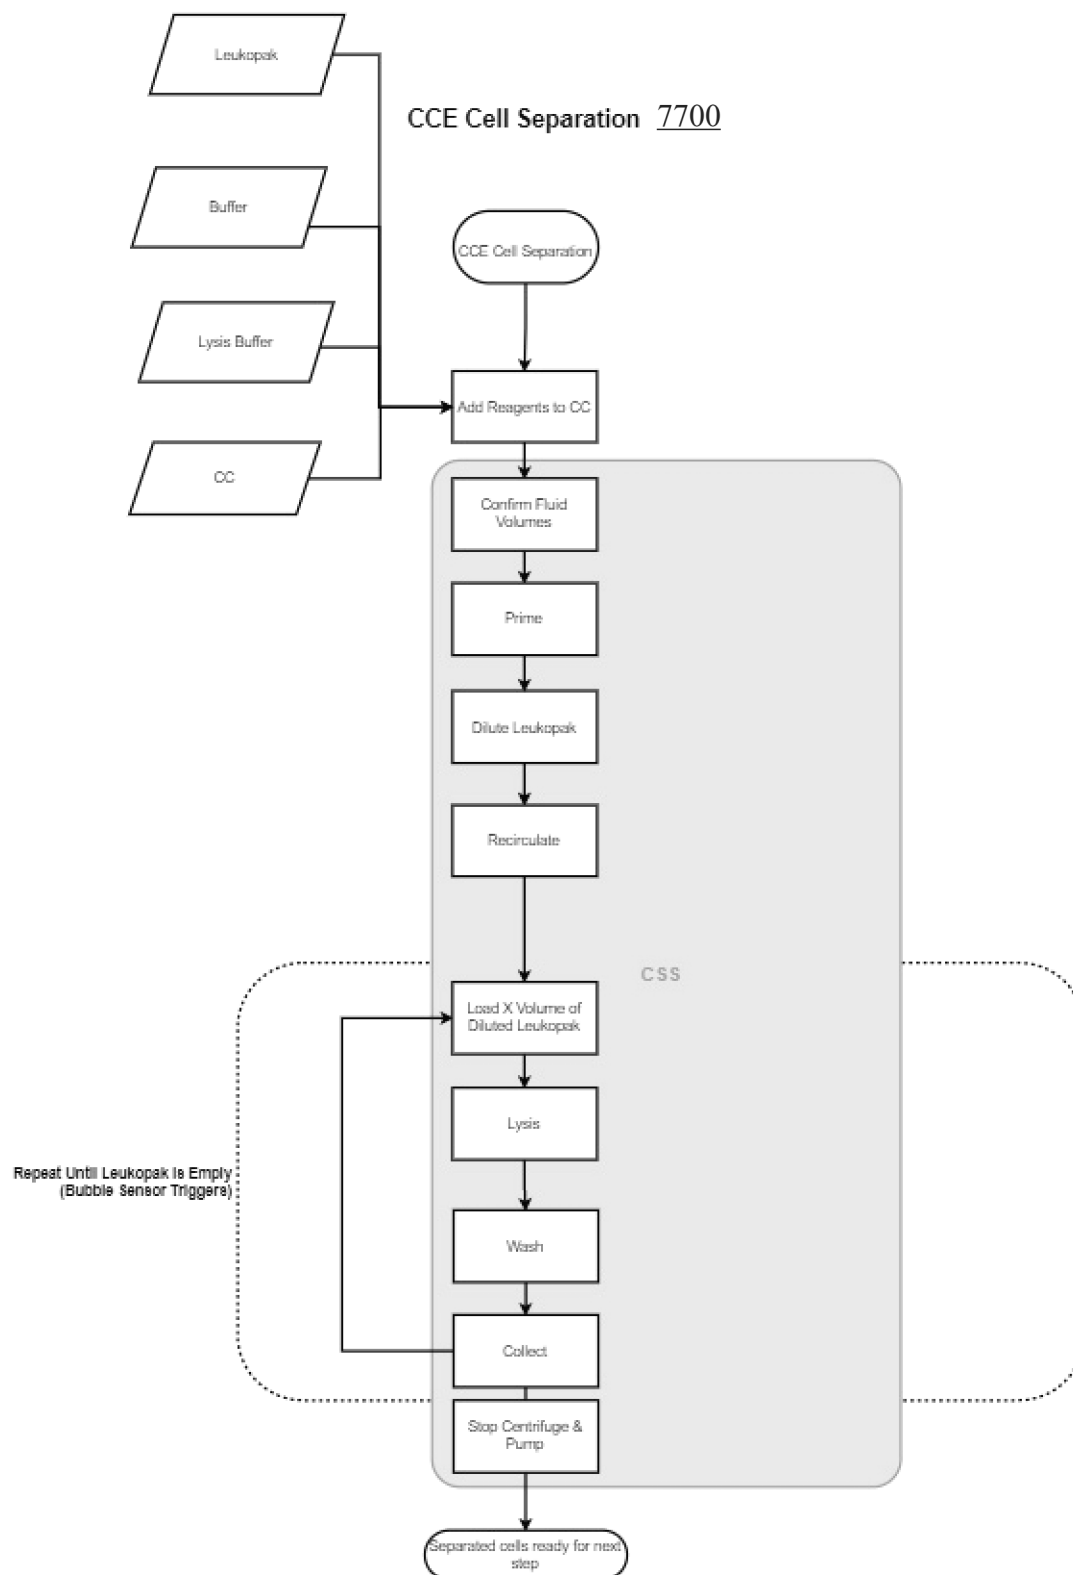 Leukopak
CCE Cell Separation 7700
Buffer
CCE Cell Separation
Lysis Buffer
Add Reagents to CC
CC
Confirm Fluid
Volumes
Prime
Dilute Leukopak
Recirculate
CSS
Load X Volume of
Diluted Leukopak
Lysis
Repeat Until Leukopak is Empty
(Bubble Sensor Triggers)
Wash
Collect
Stop Centrifuge &
Pump
Separated cells ready for next
step